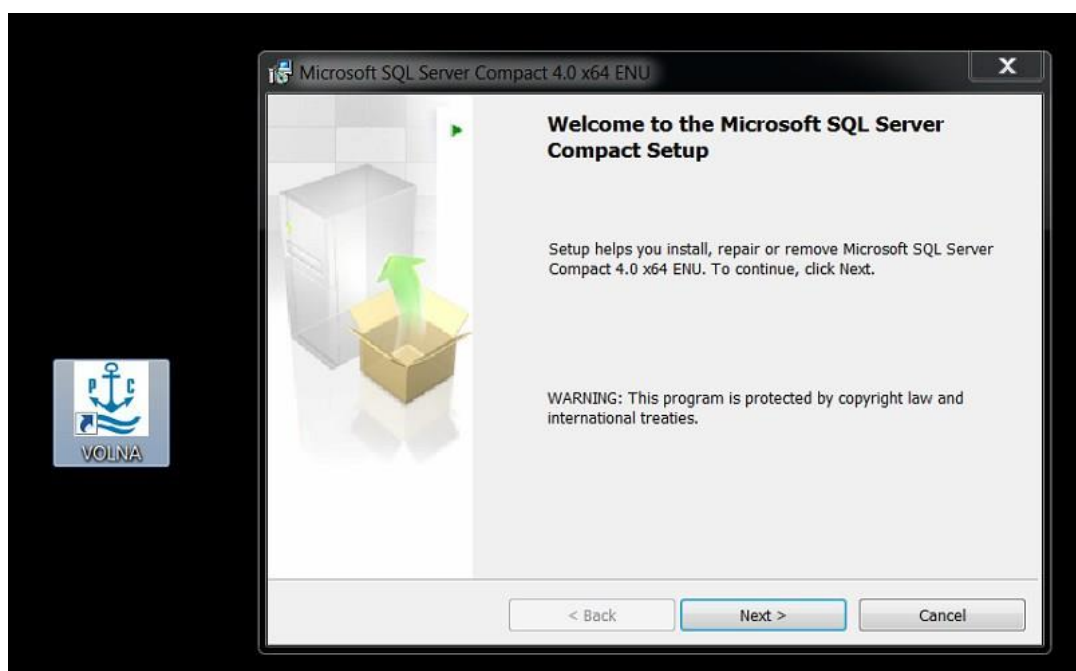 Microsoft SQL Server Compact 4.0 x64 ENU
X
Welcome to the Microsoft SQL Server
Compact Setup
Setup helps you install, repair or remove Microsoft SQL Server
Compact 4.0 x64 ENU. To continue, click Next.
P C
VOLNA
WARNING: This program is protected by copyright law and
international treaties.
< Back
Next >
Cancel